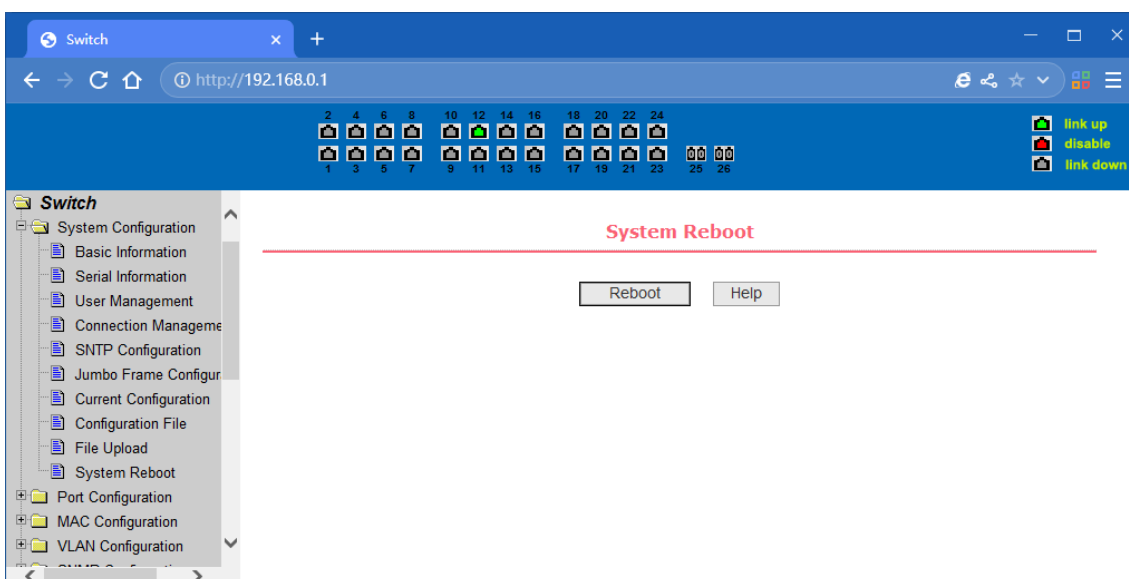 Switch
http://192.168.0.1
2 4 6 8 10 12 14 16 18 20 22 24
1 3 5 7 9 11 13 15 17 19 21 23 25 26
link up
disable
link down
Switch
System Configuration
Basic Information
Serial Information
User Management
Connection Manageme
SNTP Configuration
Jumbo Frame Configur
Current Configuration
Configuration File
File Upload
System Reboot
Port Configuration
MAC Configuration
VLAN Configuration
System Reboot
Reboot Help